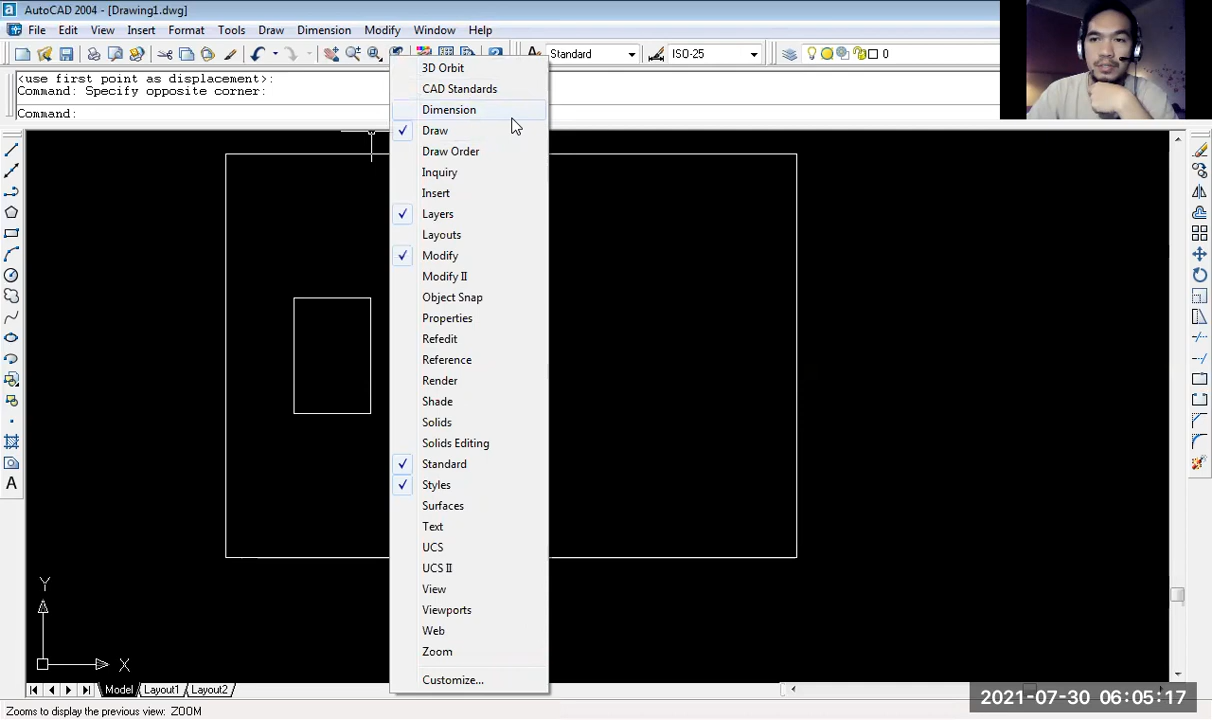 AutoCAD 2004 - [Drawing1.dwg]
File Edit View Insert Format Tools Draw Dimension Modify Window Help
Standard ISO-25 0
<use first point as displacement>:
Command: Specify opposite corner:
Command:
3D Orbit
CAD Standards
Dimension
Draw
Draw Order
Inquiry
Insert
Layers
Layouts
Modify
Modify II
Object Snap
Properties
Refedit
Reference
Render
Shade
Solids
Solids Editing
Standard
Styles
Surfaces
Text
UCS
UCS II
View
Viewports
Web
Zoom
Customize...
A
Y
X
Model Layout1 Layout2
2021-07-30 06:05:17
Zooms to display the previous view: ZOOM